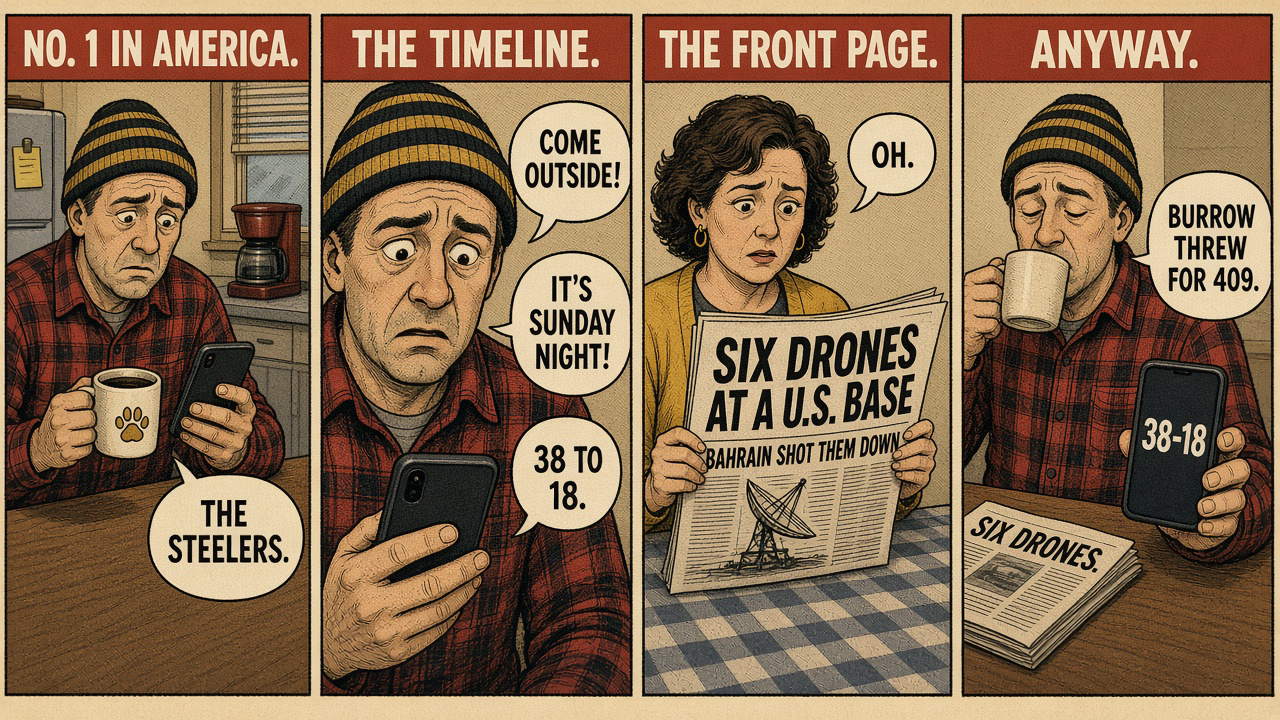 NO. 1 IN AMERICA.
THE
STEELERS.
THE TIMELINE.
COME
OUTSIDE!
IT'S
SUNDAY
NIGHT!
38 TO
18.
THE FRONT PAGE.
OH.
SIX DRONES
AT A U.S. BASE
BAHRAIN SHOT THEM DOWN
ANYWAY.
BURROW
THREW
FOR 409.
38-18
SIX DRONES.